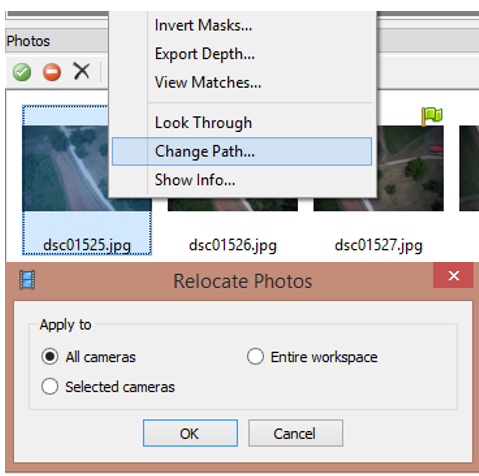 Invert Masks...
Photos
Export Depth...
View Matches...
Look Through
Change Path...
Show Info...
dsc01525.jpg dsc01526.jpg dsc01527.jpg
Relocate Photos
Apply to
All cameras Entire workspace
Selected cameras
OK Cancel